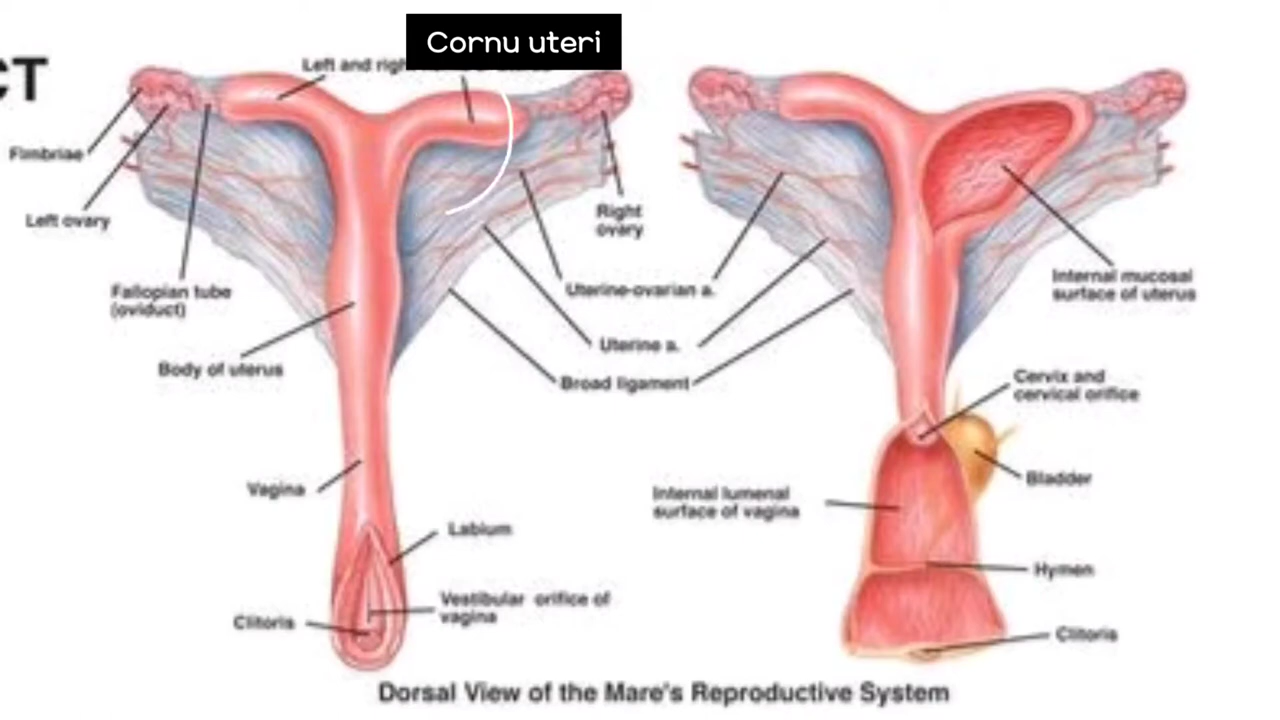 CT
Cornu uteri
Left and right
Fimbriae
Left ovary
Fallopian tube
(oviduct)
Body of uterus
Vagina
Labium
Vestibular orifice of
vagina
Clitoris
Right
ovary
Uterine-ovarian a.
Uterine a.
Broad ligament
Internal mucosal
surface of uterus
Cervix and
cervical orifice
Bladder
Internal lumenal
surface of vagina
Hymen
Clitoris
Dorsal View of the Mare's Reproductive System